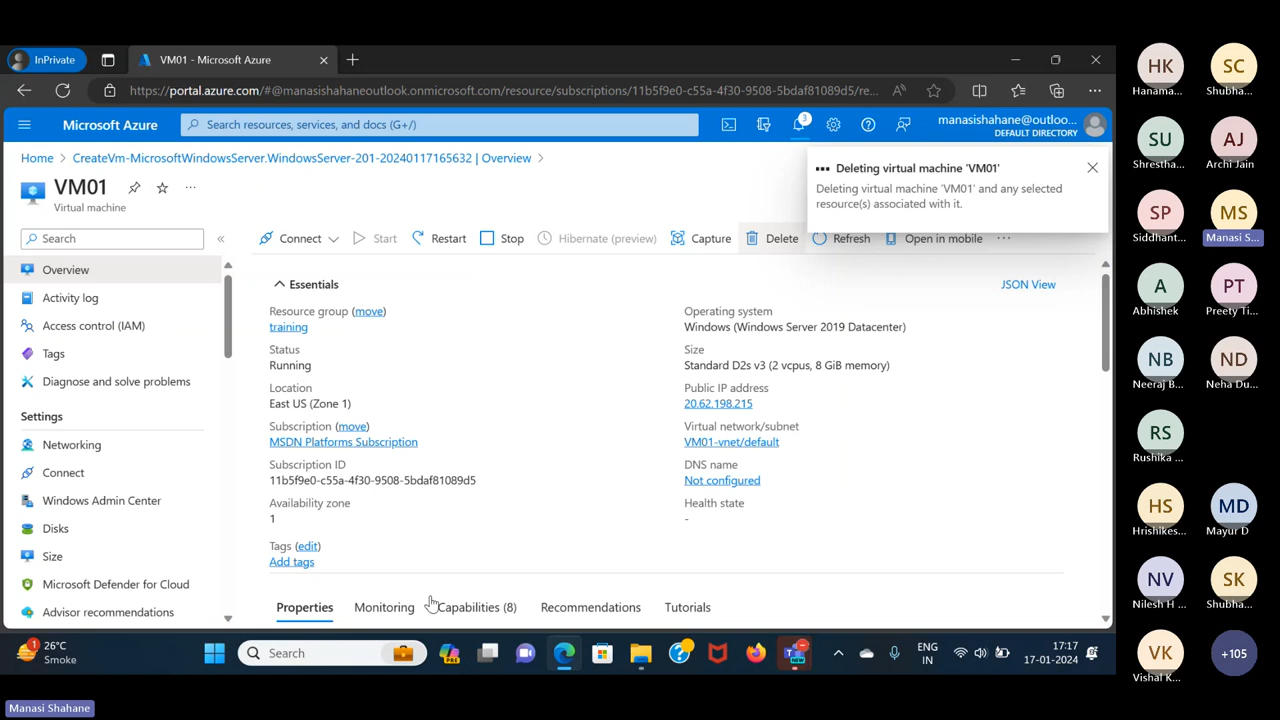 InPrivate
VM01 - Microsoft Azure
https://portal.azure.com/#@manasishahaneoutlook.onmicrosoft.com/resource/subscriptions/11b5f9e0-c55a-4f30-9508-5bdaf81089d5/re...
Microsoft Azure
Search resources, services, and docs (G+/)
3
manasishahane@outloo...
DEFAULT DIRECTORY
Home > CreateVm-MicrosoftWindowsServer.WindowsServer-201-20240117165632 | Overview >
VM01
Virtual machine
Deleting virtual machine 'VM01'
Deleting virtual machine 'VM01' and any selected
resource(s) associated with it.
Search
Connect
Start
Restart
Stop
Hibernate (preview)
Capture
Delete
Refresh
Open in mobile
Overview
Activity log
Access control (IAM)
Tags
Diagnose and solve problems
Settings
Networking
Connect
Windows Admin Center
Disks
Size
Microsoft Defender for Cloud
Advisor recommendations
Essentials
JSON View
Resource group (move)
training
Status
Running
Location
East US (Zone 1)
Subscription (move)
MSDN Platforms Subscription
Subscription ID
11b5f9e0-c55a-4f30-9508-5bdaf81089d5
Availability zone
1
Tags (edit)
Add tags
Operating system
Windows (Windows Server 2019 Datacenter)
Size
Standard D2s v3 (2 vcpus, 8 GiB memory)
Public IP address
20.62.198.215
Virtual network/subnet
VM01-vnet/default
DNS name
Not configured
Health state
-
Properties
Monitoring
Capabilities (8)
Recommendations
Tutorials
1
26°C
Smoke
Search
PRE
NEW
ENG
IN
17:17
17-01-2024
HK
Hanama...
SC
Shubha...
SU
Shrestha...
AJ
Archi Jain
SP
Siddhant...
MS
Manasi S...
A
Abhishek
PT
Preety Ti...
NB
Neeraj B...
ND
Neha Du...
RS
Rushika ...
HS
Hrishikes...
MD
Mayur D
NV
Nilesh H ...
SK
Shubha...
VK
Vishal K...
+105
Manasi Shahane